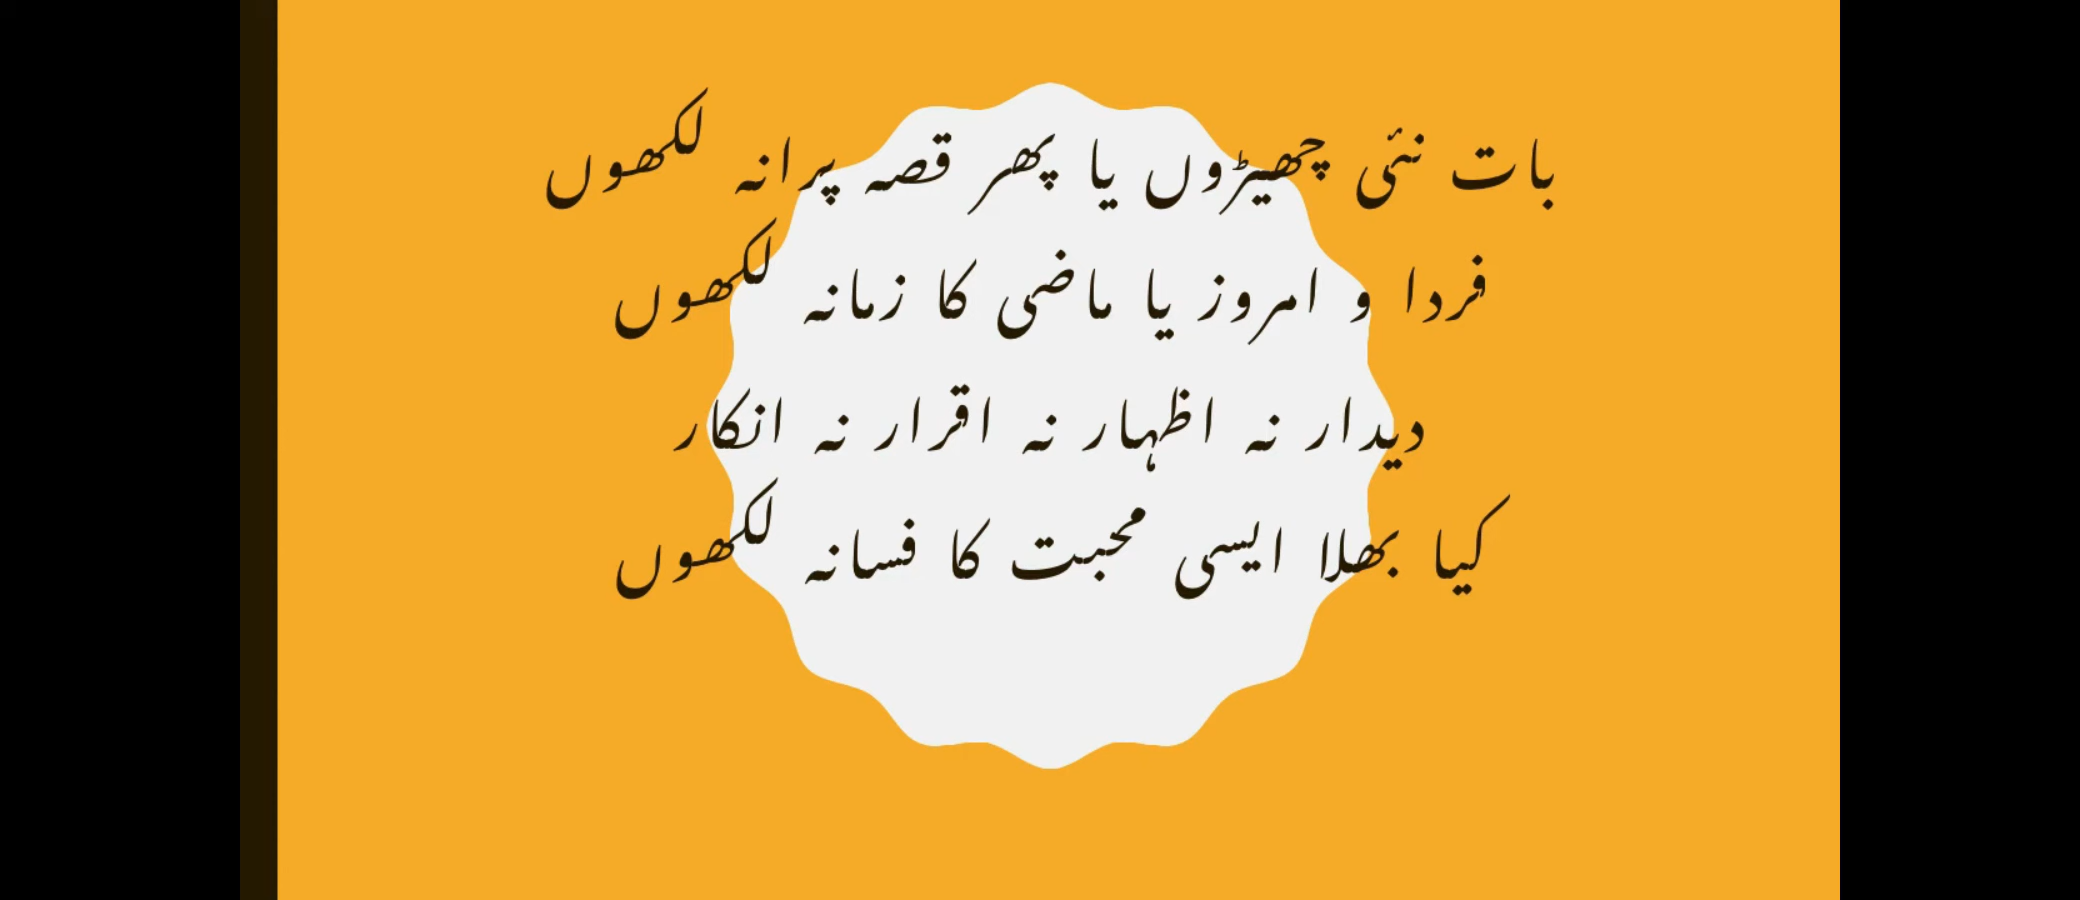 بات نئی چھیڑوں یا پھر قصہ پرانہ لکھوں
فردا و امروز یا ماضی کا زمانہ لکھوں
دیدار نہ اظہار نہ اقرار نہ انکار
کیا بھلا ایسی محبت کا فسانہ لکھوں